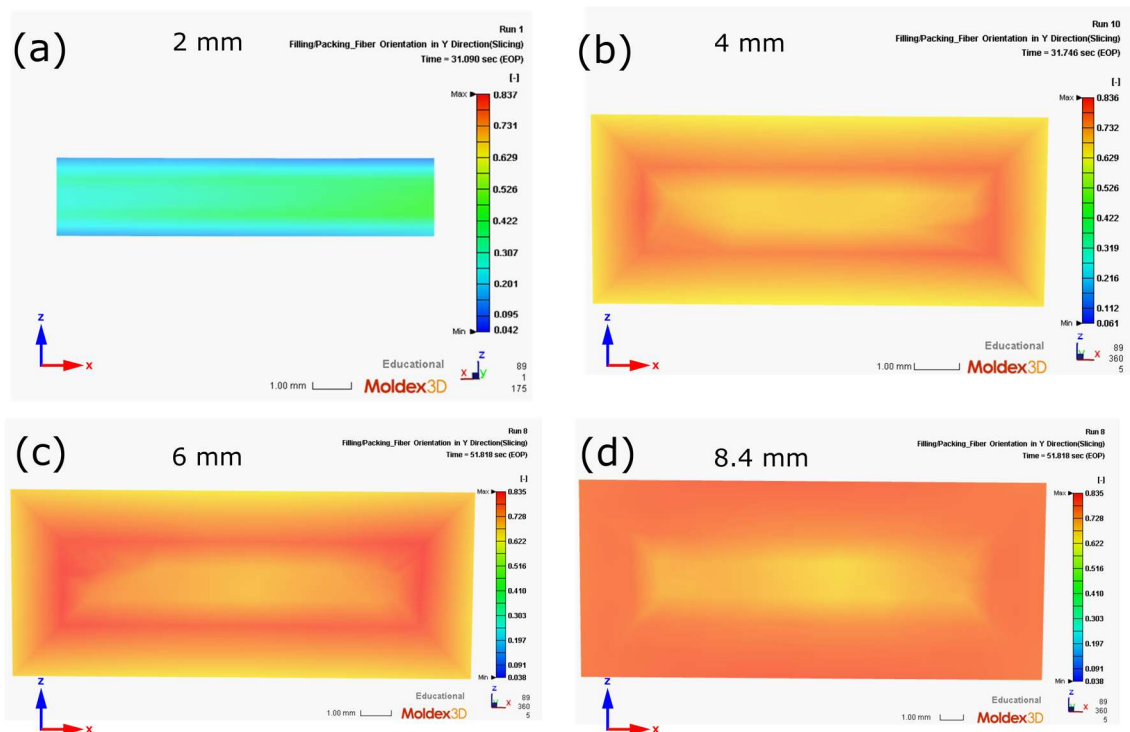 (a)
2 mm
Run 1
Filling/Packing_Fiber Orientation in Y Direction(Slicing)
Time = 31.090 sec (EOP)
[-]
Max
0.837
0.731
0.629
0.526
0.422
0.307
0.201
0.095
Min
0.042
z
x
Educational
1.00 mm
Moldex3D
z
x
y
89
1
175
(b)
4 mm
Run 10
Filling/Packing_Fiber Orientation in Y Direction(Slicing)
Time = 31.746 sec (EOP)
[-]
Max
0.836
0.732
0.629
0.526
0.422
0.319
0.216
0.112
Min
0.061
z
x
Educational
1.00 mm
Moldex3D
z
x
89
360
5
(c)
6 mm
Run 8
Filling/Packing_Fiber Orientation in Y Direction(Slicing)
Time = 51.818 sec (EOP)
[-]
Max
0.835
0.728
0.622
0.516
0.410
0.303
0.197
0.091
Min
0.038
z
x
Educational
1.00 mm
Moldex3D
z
x
89
360
5
(d)
8.4 mm
Run 8
Filling/Packing_Fiber Orientation in Y Direction(Slicing)
Time = 51.818 sec (EOP)
[-]
Max
0.835
0.728
0.622
0.516
0.410
0.303
0.197
0.091
Min
0.038
z
x
Educational
1.00 mm
Moldex3D
z
x
89
360
5